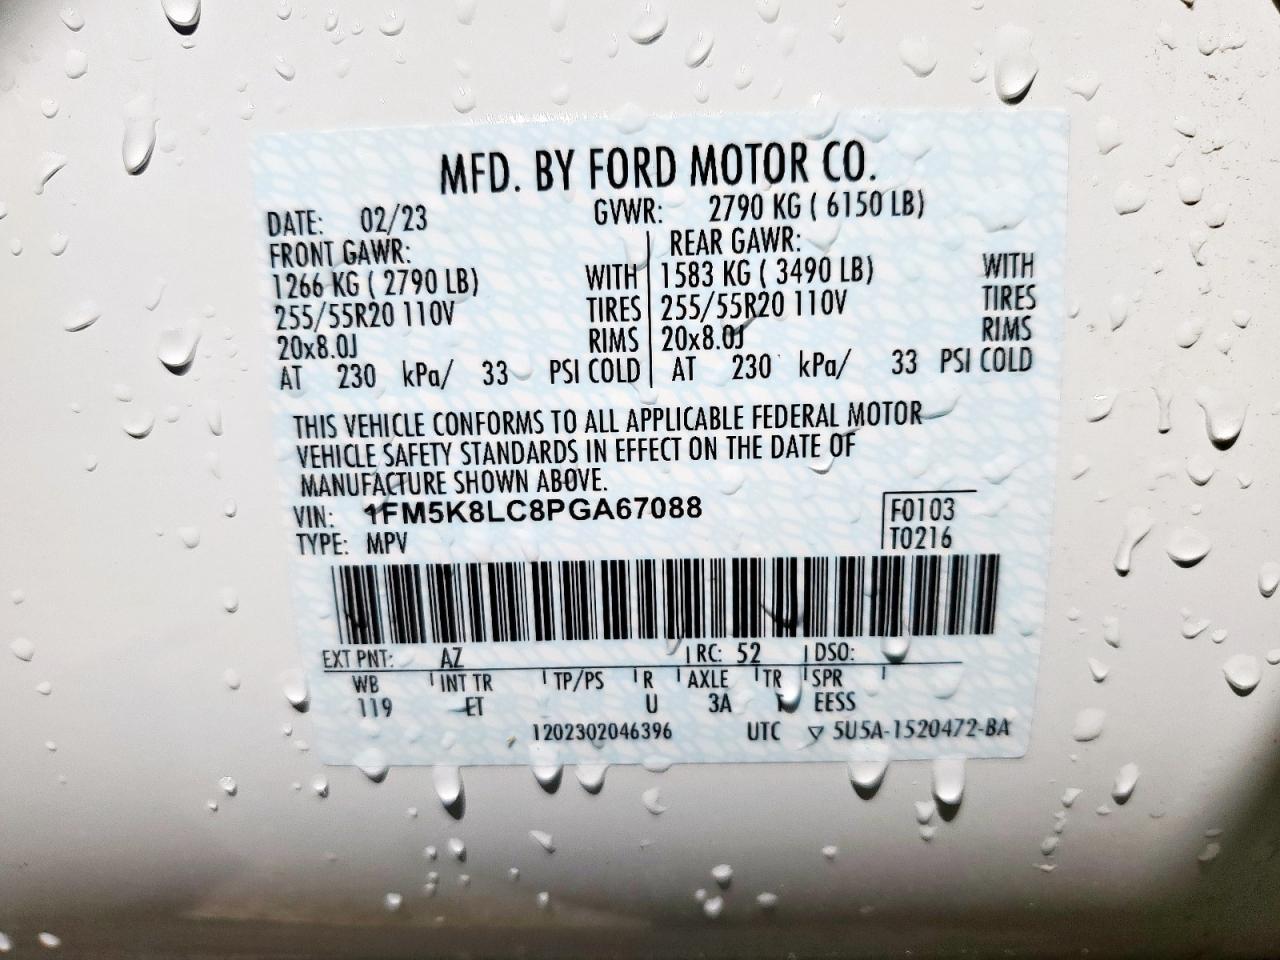 MFD. BY FORD MOTOR CO.
DATE: 02/23 GVWR: 2790 KG ( 6150 LB)
FRONT GAWR: REAR GAWR:
1266 KG ( 2790 LB) WITH 1583 KG ( 3490 LB) WITH
255/55R20 110V TIRES 255/55R20 110V TIRES
20x8.0J RIMS 20x8.0J RIMS
AT 230 kPa/ 33 PSI COLD AT 230 kPa/ 33 PSI COLD
THIS VEHICLE CONFORMS TO ALL APPLICABLE FEDERAL MOTOR
VEHICLE SAFETY STANDARDS IN EFFECT ON THE DATE OF
MANUFACTURE SHOWN ABOVE.
VIN: 1FM5K8LC8PGA67088 F0103
TYPE: MPV T0216
EXT PNT: AZ RC: 52 DSO:
WB INT TR TP/PS R AXLE TR SPR
119 ET U 3A T EESS
1202302046396 UTC ▽ 5U5A-1520472-BA